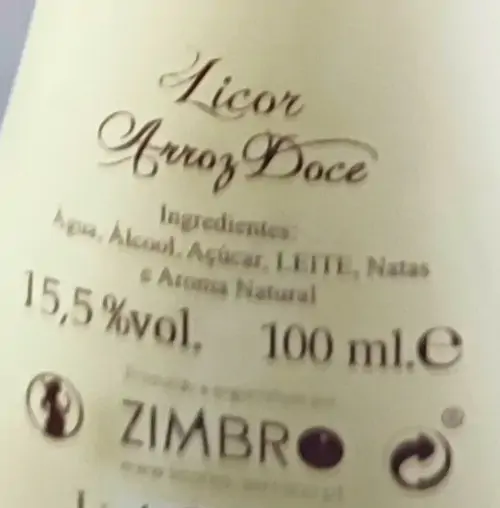 Licor
Arroz Doce
Ingredientes:
Água, Álcool, Açúcar, LEITE, Natas
e Aroma Natural
15,5%vol. 100 ml.e
ZIMBRO
®